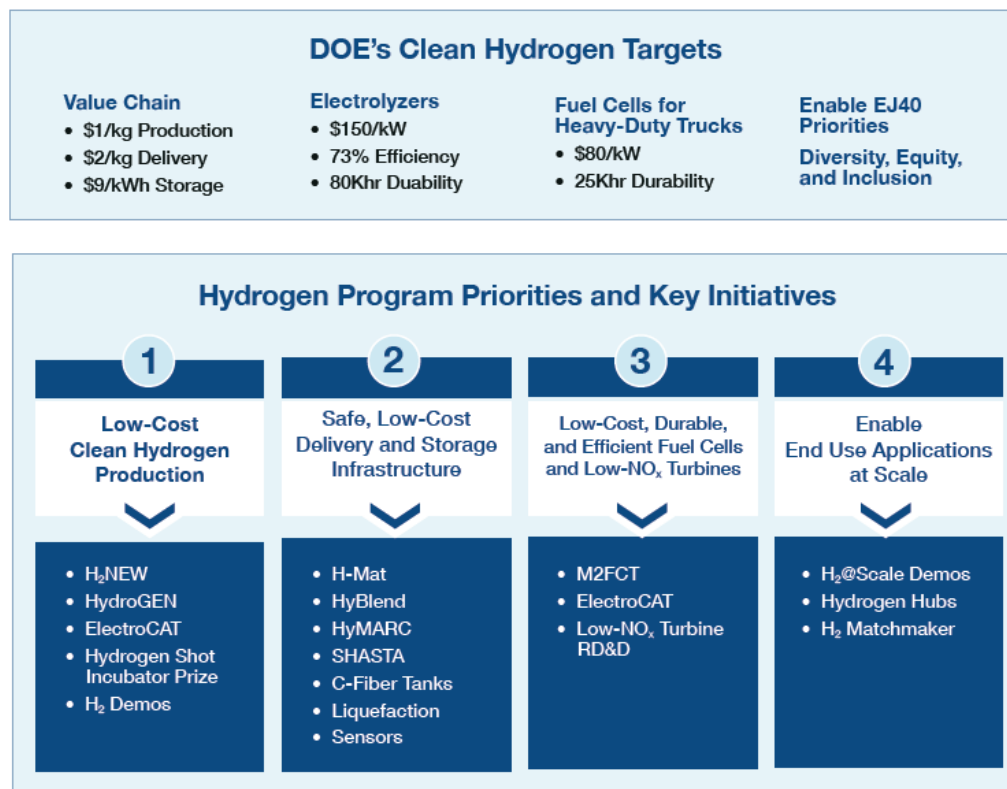 DOE's Clean Hydrogen Targets
Value Chain
• $1/kg Production
• $2/kg Delivery
• $9/kWh Storage
Electrolyzers
• $150/kW
• 73% Efficiency
• 80Khr Duability
Fuel Cells for
Heavy-Duty Trucks
• $80/kW
• 25Khr Durability
Enable EJ40
Priorities
Diversity, Equity,
and Inclusion
Hydrogen Program Priorities and Key Initiatives
1
Low-Cost
Clean Hydrogen
Production
• H₂NEW
• HydroGEN
• ElectroCAT
• Hydrogen Shot
Incubator Prize
• H₂ Demos
2
Safe, Low-Cost
Delivery and Storage
Infrastructure
• H-Mat
• HyBlend
• HyMARC
• SHASTA
• C-Fiber Tanks
• Liquefaction
• Sensors
3
Low-Cost, Durable,
and Efficient Fuel Cells
and Low-NOₓ Turbines
• M2FCT
• ElectroCAT
• Low-NOₓ Turbine
RD&D
4
Enable
End Use Applications
at Scale
• H₂@Scale Demos
• Hydrogen Hubs
• H₂ Matchmaker